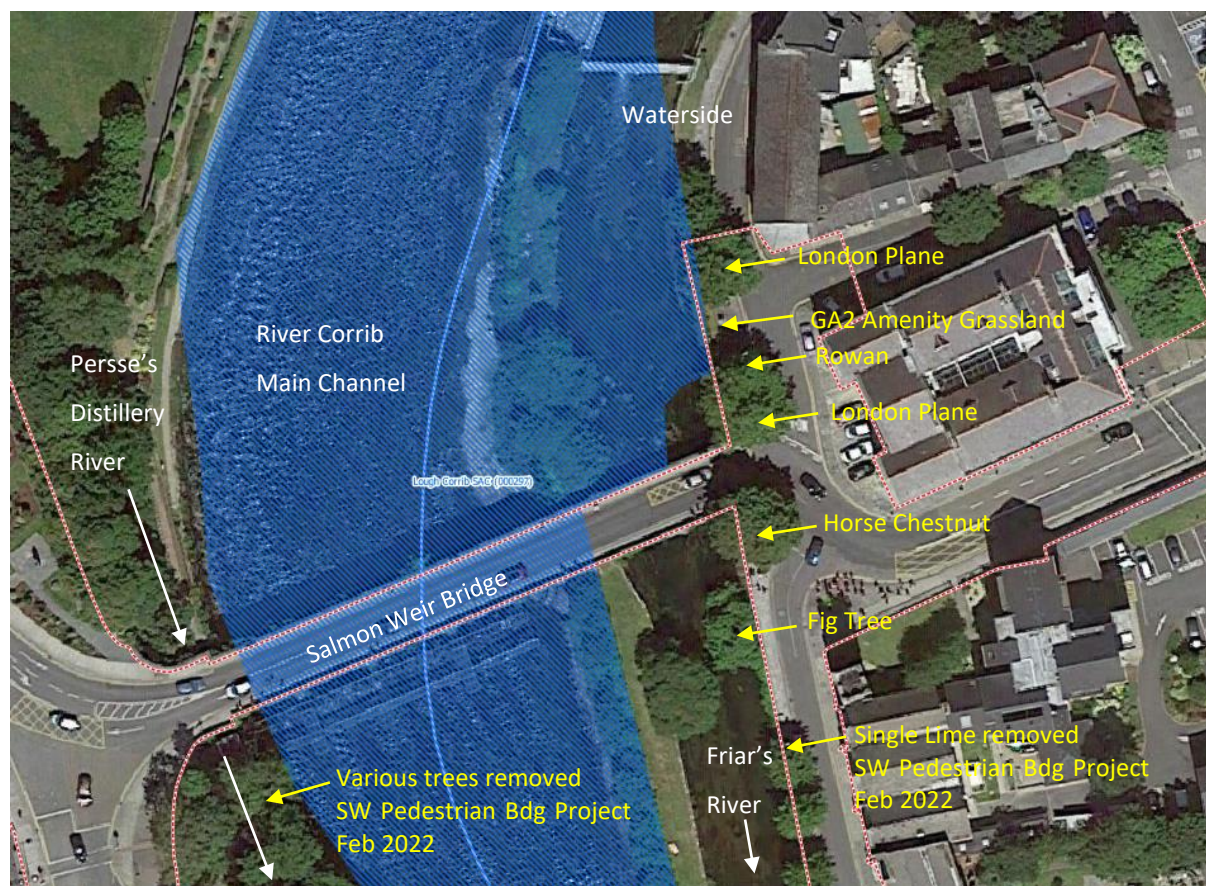 Waterside
London Plane
GA2 Amenity Grassland
Rowan
London Plane
River Corrib
Main Channel
Persse's
Distillery
River
Lough Corrib SAC (000297)
Horse Chestnut
Salmon Weir Bridge
Fig Tree
Single Lime removed
SW Pedestrian Bdg Project
Feb 2022
Friar's
River
Various trees removed
SW Pedestrian Bdg Project
Feb 2022